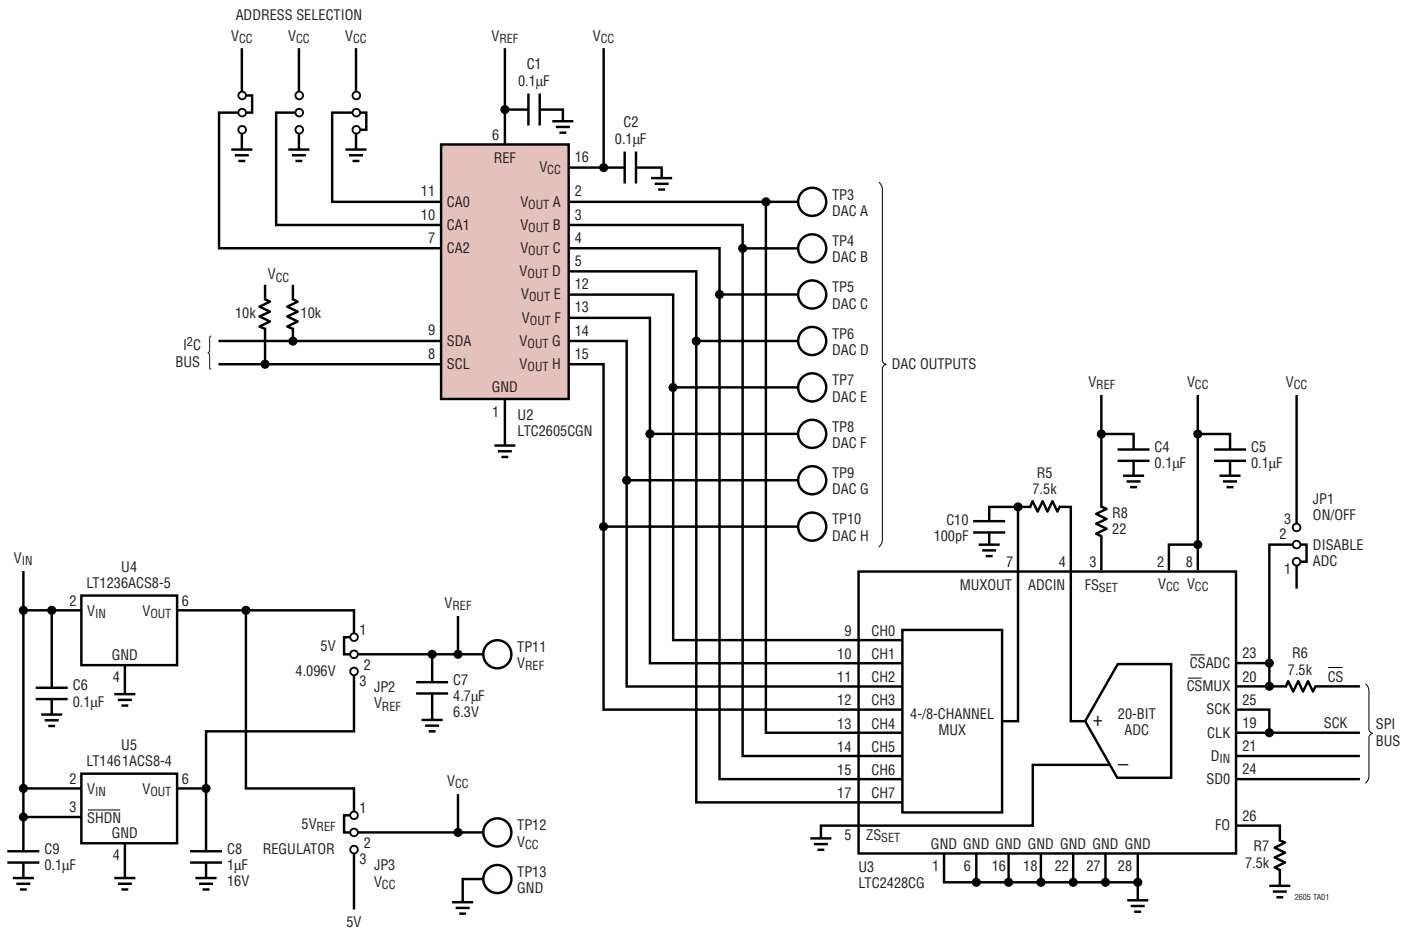 ADDRESS SELECTION
VCC VCC VCC
VREF VCC
C1
0.1µF
C2
0.1µF
6
REF
VCC 16
11 CA0
10 CA1
7 CA2
VOUT A 2
VOUT B 3
VOUT C 4
VOUT D 5
VOUT E 12
VOUT F 13
VOUT G 14
VOUT H 15
VCC
10k 10k
I2C
BUS
9 SDA
8 SCL
GND
1
U2
LTC2605CGN
TP3
DAC A
TP4
DAC B
TP5
DAC C
TP6
DAC D
TP7
DAC E
TP8
DAC F
TP9
DAC G
TP10
DAC H
DAC OUTPUTS
VREF VCC VCC
C4
0.1µF
C5
0.1µF
R5
7.5k
C10
100pF
R8
22
JP1
ON/OFF
3
2
1
DISABLE
ADC
7 4 3 2 8
MUXOUT ADCIN FSSET VCC VCC
9 CH0
10 CH1
11 CH2
12 CH3
13 CH4
14 CH5
15 CH6
17 CH7
4-/8-CHANNEL
MUX
+
–
20-BIT
ADC
CSADC 23
CSMUX 20
SCK 25
CLK 19
DIN 21
SD0 24
FO 26
R6
7.5k
CS
SCK
SPI
BUS
R7
7.5k
5 ZSSET
GND GND GND GND GND GND GND
1 6 16 18 22 27 28
U3
LTC2428CG
2605 TA01
VIN
U4
LT1236ACS8-5
2 VIN VOUT 6
GND
4
C6
0.1µF
U5
LT1461ACS8-4
2 VIN VOUT 6
3 SHDN
GND
4
C9
0.1µF
C8
1µF
16V
5V
4.096V
1
2
3
JP2
VREF
VREF
C7
4.7µF
6.3V
TP11
VREF
5VREF
REGULATOR
1
2
3
JP3
VCC
5V
VCC
TP12
VCC
TP13
GND